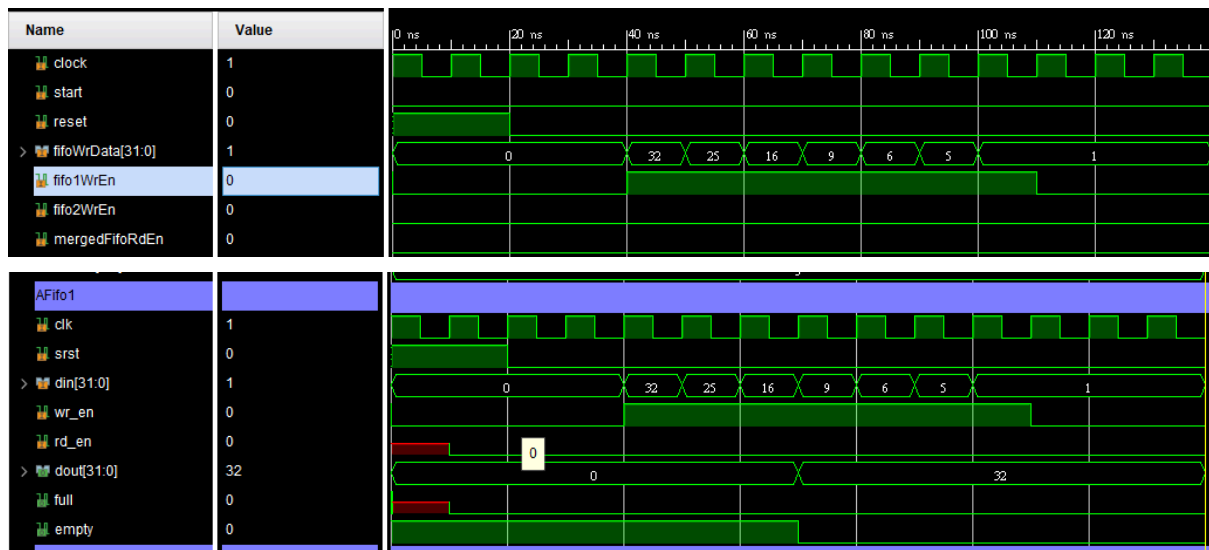 Name Value
0 ns 20 ns 40 ns 60 ns 80 ns 100 ns 120 ns
clock 1
start 0
reset 0
fifoWrData[31:0] 1 0 32 25 16 9 6 5 1
fifo1WrEn 0
fifo2WrEn 0
mergedFifoRdEn 0
AFifo1
clk 1
srst 0
din[31:0] 1 0 32 25 16 9 6 5 1
wr_en 0
rd_en 0 0
dout[31:0] 32 0 32
full 0
empty 0